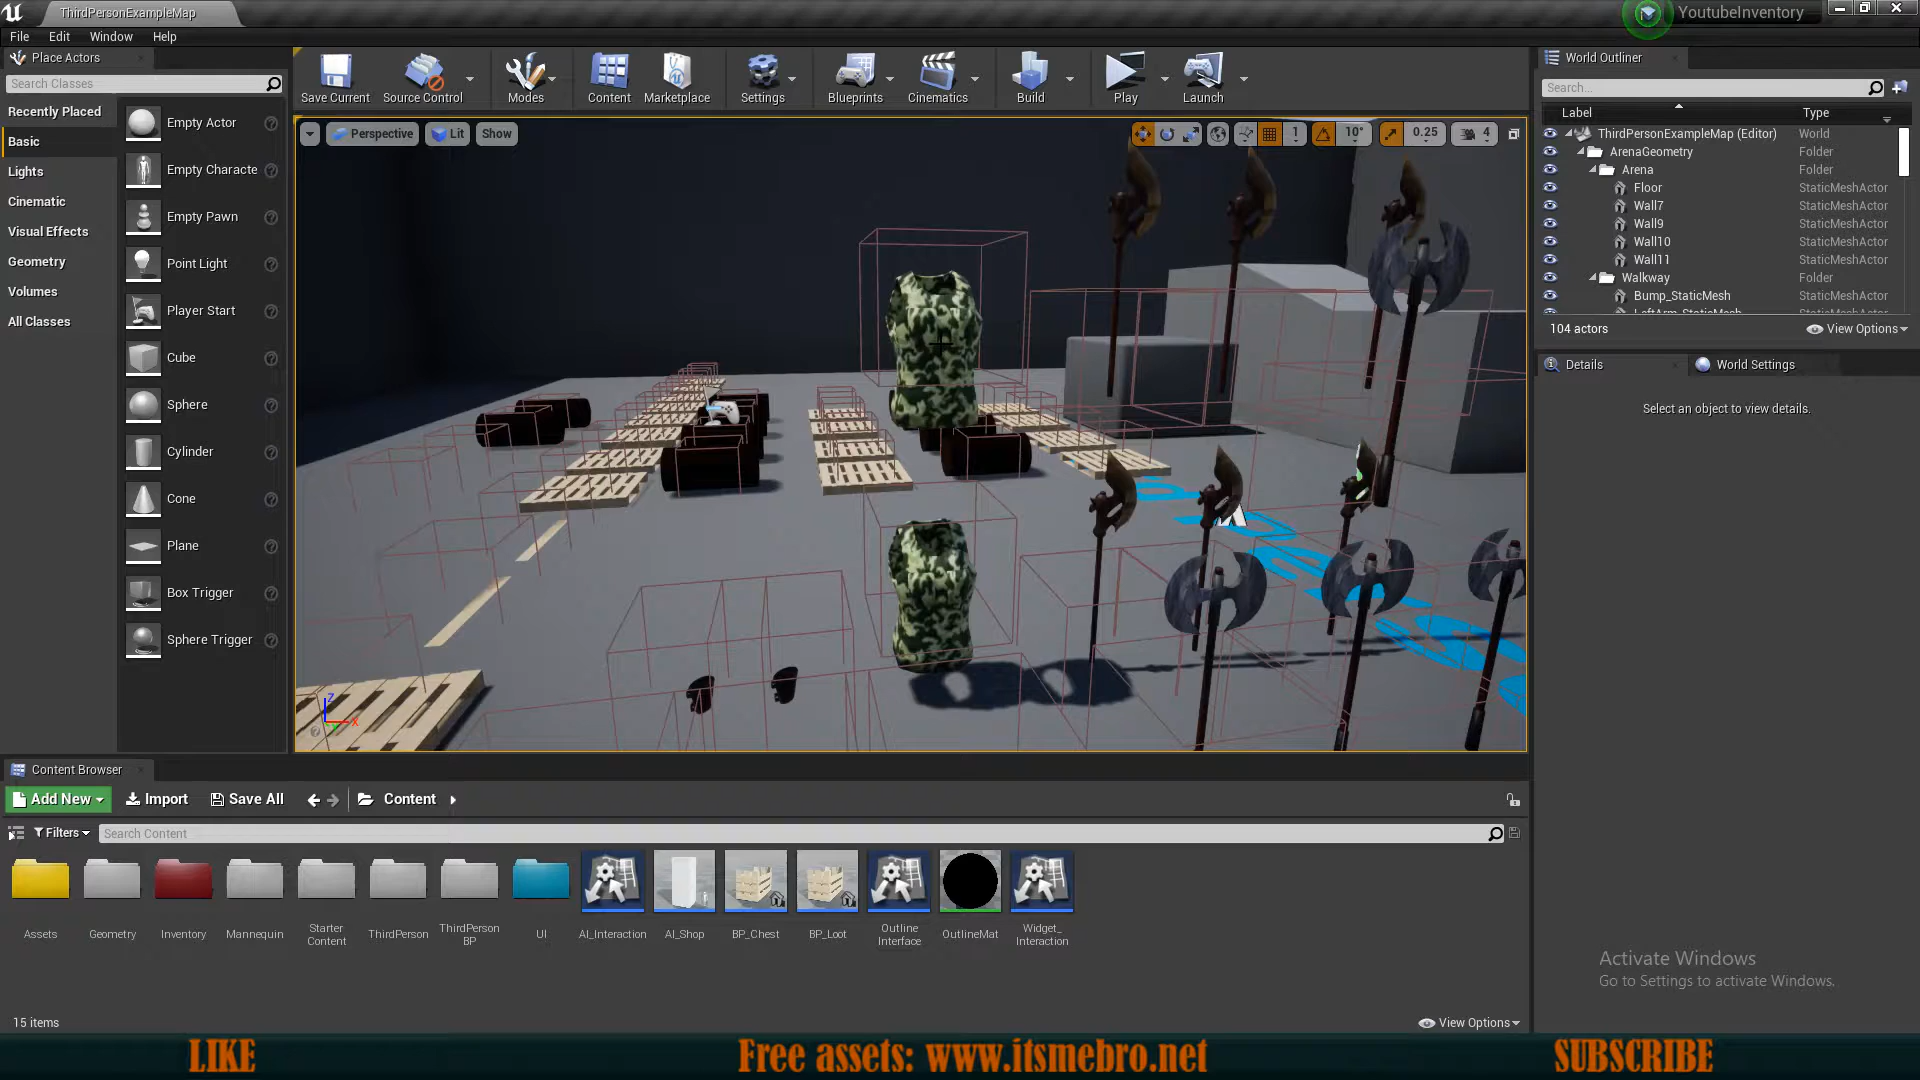 ThirdPersonExampleMap
YoutubeInventory
File Edit Window Help
Place Actors
Search Classes
Recently Placed
Basic
Lights
Cinematic
Visual Effects
Geometry
Volumes
All Classes
Empty Actor
Empty Characte
Empty Pawn
Point Light
Player Start
Cube
Sphere
Cylinder
Cone
Plane
Box Trigger
Sphere Trigger
Save Current
Source Control
Modes
Content
Marketplace
Settings
Blueprints
Cinematics
Build
Play
Launch
Perspective
Lit
Show
1
10°
0.25
4
Z
X
World Outliner
Search...
Label Type
ThirdPersonExampleMap (Editor) World
ArenaGeometry Folder
Arena Folder
Floor StaticMeshActor
Wall7 StaticMeshActor
Wall9 StaticMeshActor
Wall10 StaticMeshActor
Wall11 StaticMeshActor
Walkway Folder
Bump_StaticMesh StaticMeshActor
LeftArm_StaticMesh StaticMeshActor
104 actors
View Options
Details
World Settings
Select an object to view details.
Content Browser
Add New
Import
Save All
Content
Filters
Search Content
Assets
Geometry
Inventory
Mannequin
Starter
Content
ThirdPerson
ThirdPerson
BP
UI
AI_Interaction
AI_Shop
BP_Chest
BP_Loot
Outline
Interface
OutlineMat
Widget_
Interaction
15 items
View Options
Activate Windows
Go to Settings to activate Windows.
LIKE
Free assets: www.itsmebro.net
SUBSCRIBE